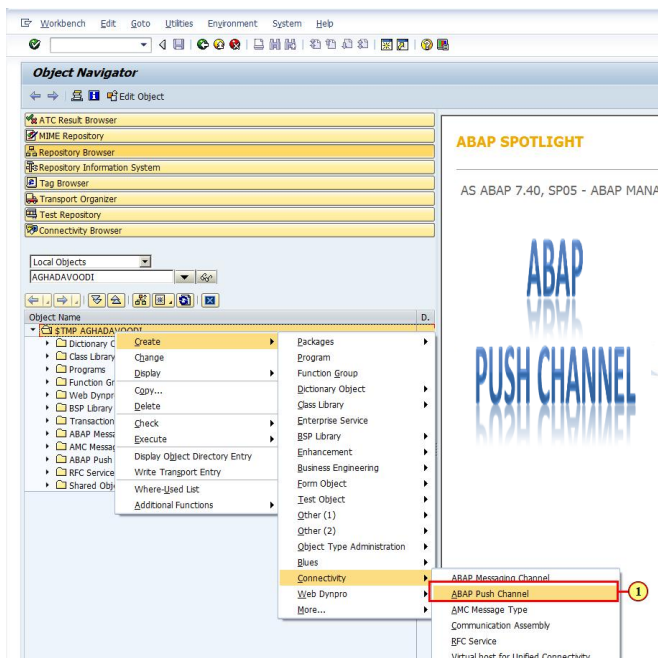 Workbench Edit Goto Utilities Environment System Help
Object Navigator
Edit Object
ATC Result Browser
MIME Repository
Repository Browser
Repository Information System
Tag Browser
Transport Organizer
Test Repository
Connectivity Browser
Local Objects
AGHADAVOODI
Object Name D.
$TMP AGHADAVOODI
Dictionary O
Class Library
Programs
Function Gr
Web Dynpr
BSP Library
Transaction
ABAP Messa
AMC Messag
ABAP Push
RFC Service
Shared Obje
Create
Change
Display
Copy...
Delete
Check
Execute
Display Object Directory Entry
Write Transport Entry
Where-Used List
Additional Functions
Packages
Program
Function Group
Dictionary Object
Class Library
Enterprise Service
BSP Library
Enhancement
Business Engineering
Form Object
Test Object
Other (1)
Other (2)
Object Type Administration
Blues
Connectivity
Web Dynpro
More...
ABAP Messaging Channel
ABAP Push Channel
1
AMC Message Type
Communication Assembly
RFC Service
Virtual host for Unified Connectivity
ABAP SPOTLIGHT
AS ABAP 7.40, SP05 - ABAP MANA
ABAP
PUSH CHANNEL